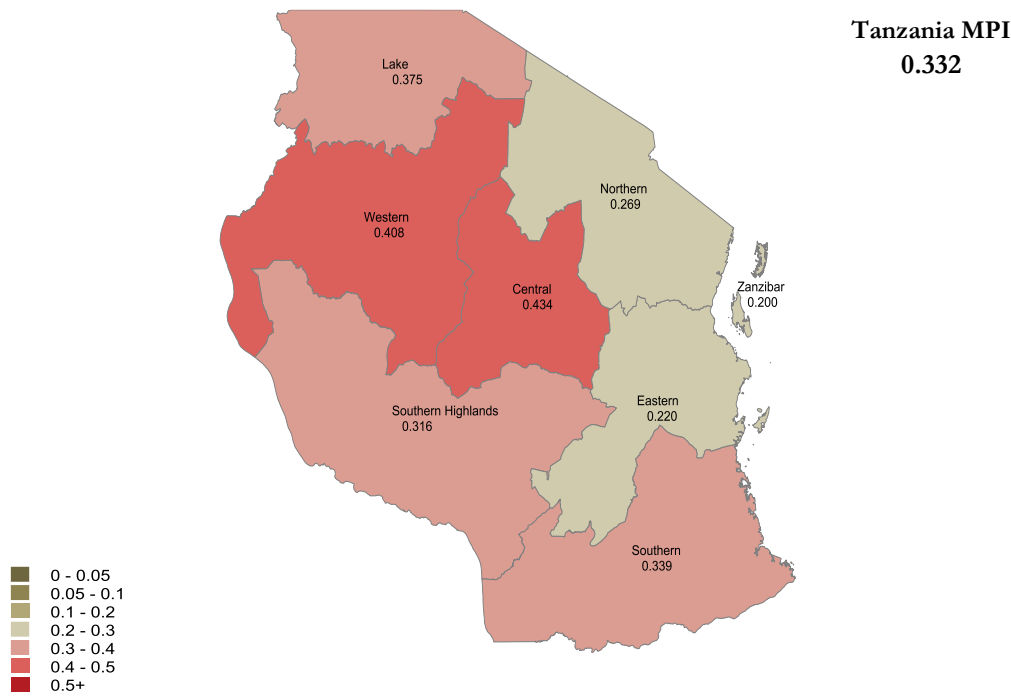 Tanzania MPI
0.332
Lake
0.375
Northern
0.269
Western
0.408
Central
0.434
Zanzibar
0.200
Eastern
0.220
Southern Highlands
0.316
Southern
0.339
0 - 0.05
0.05 - 0.1
0.1 - 0.2
0.2 - 0.3
0.3 - 0.4
0.4 - 0.5
0.5+